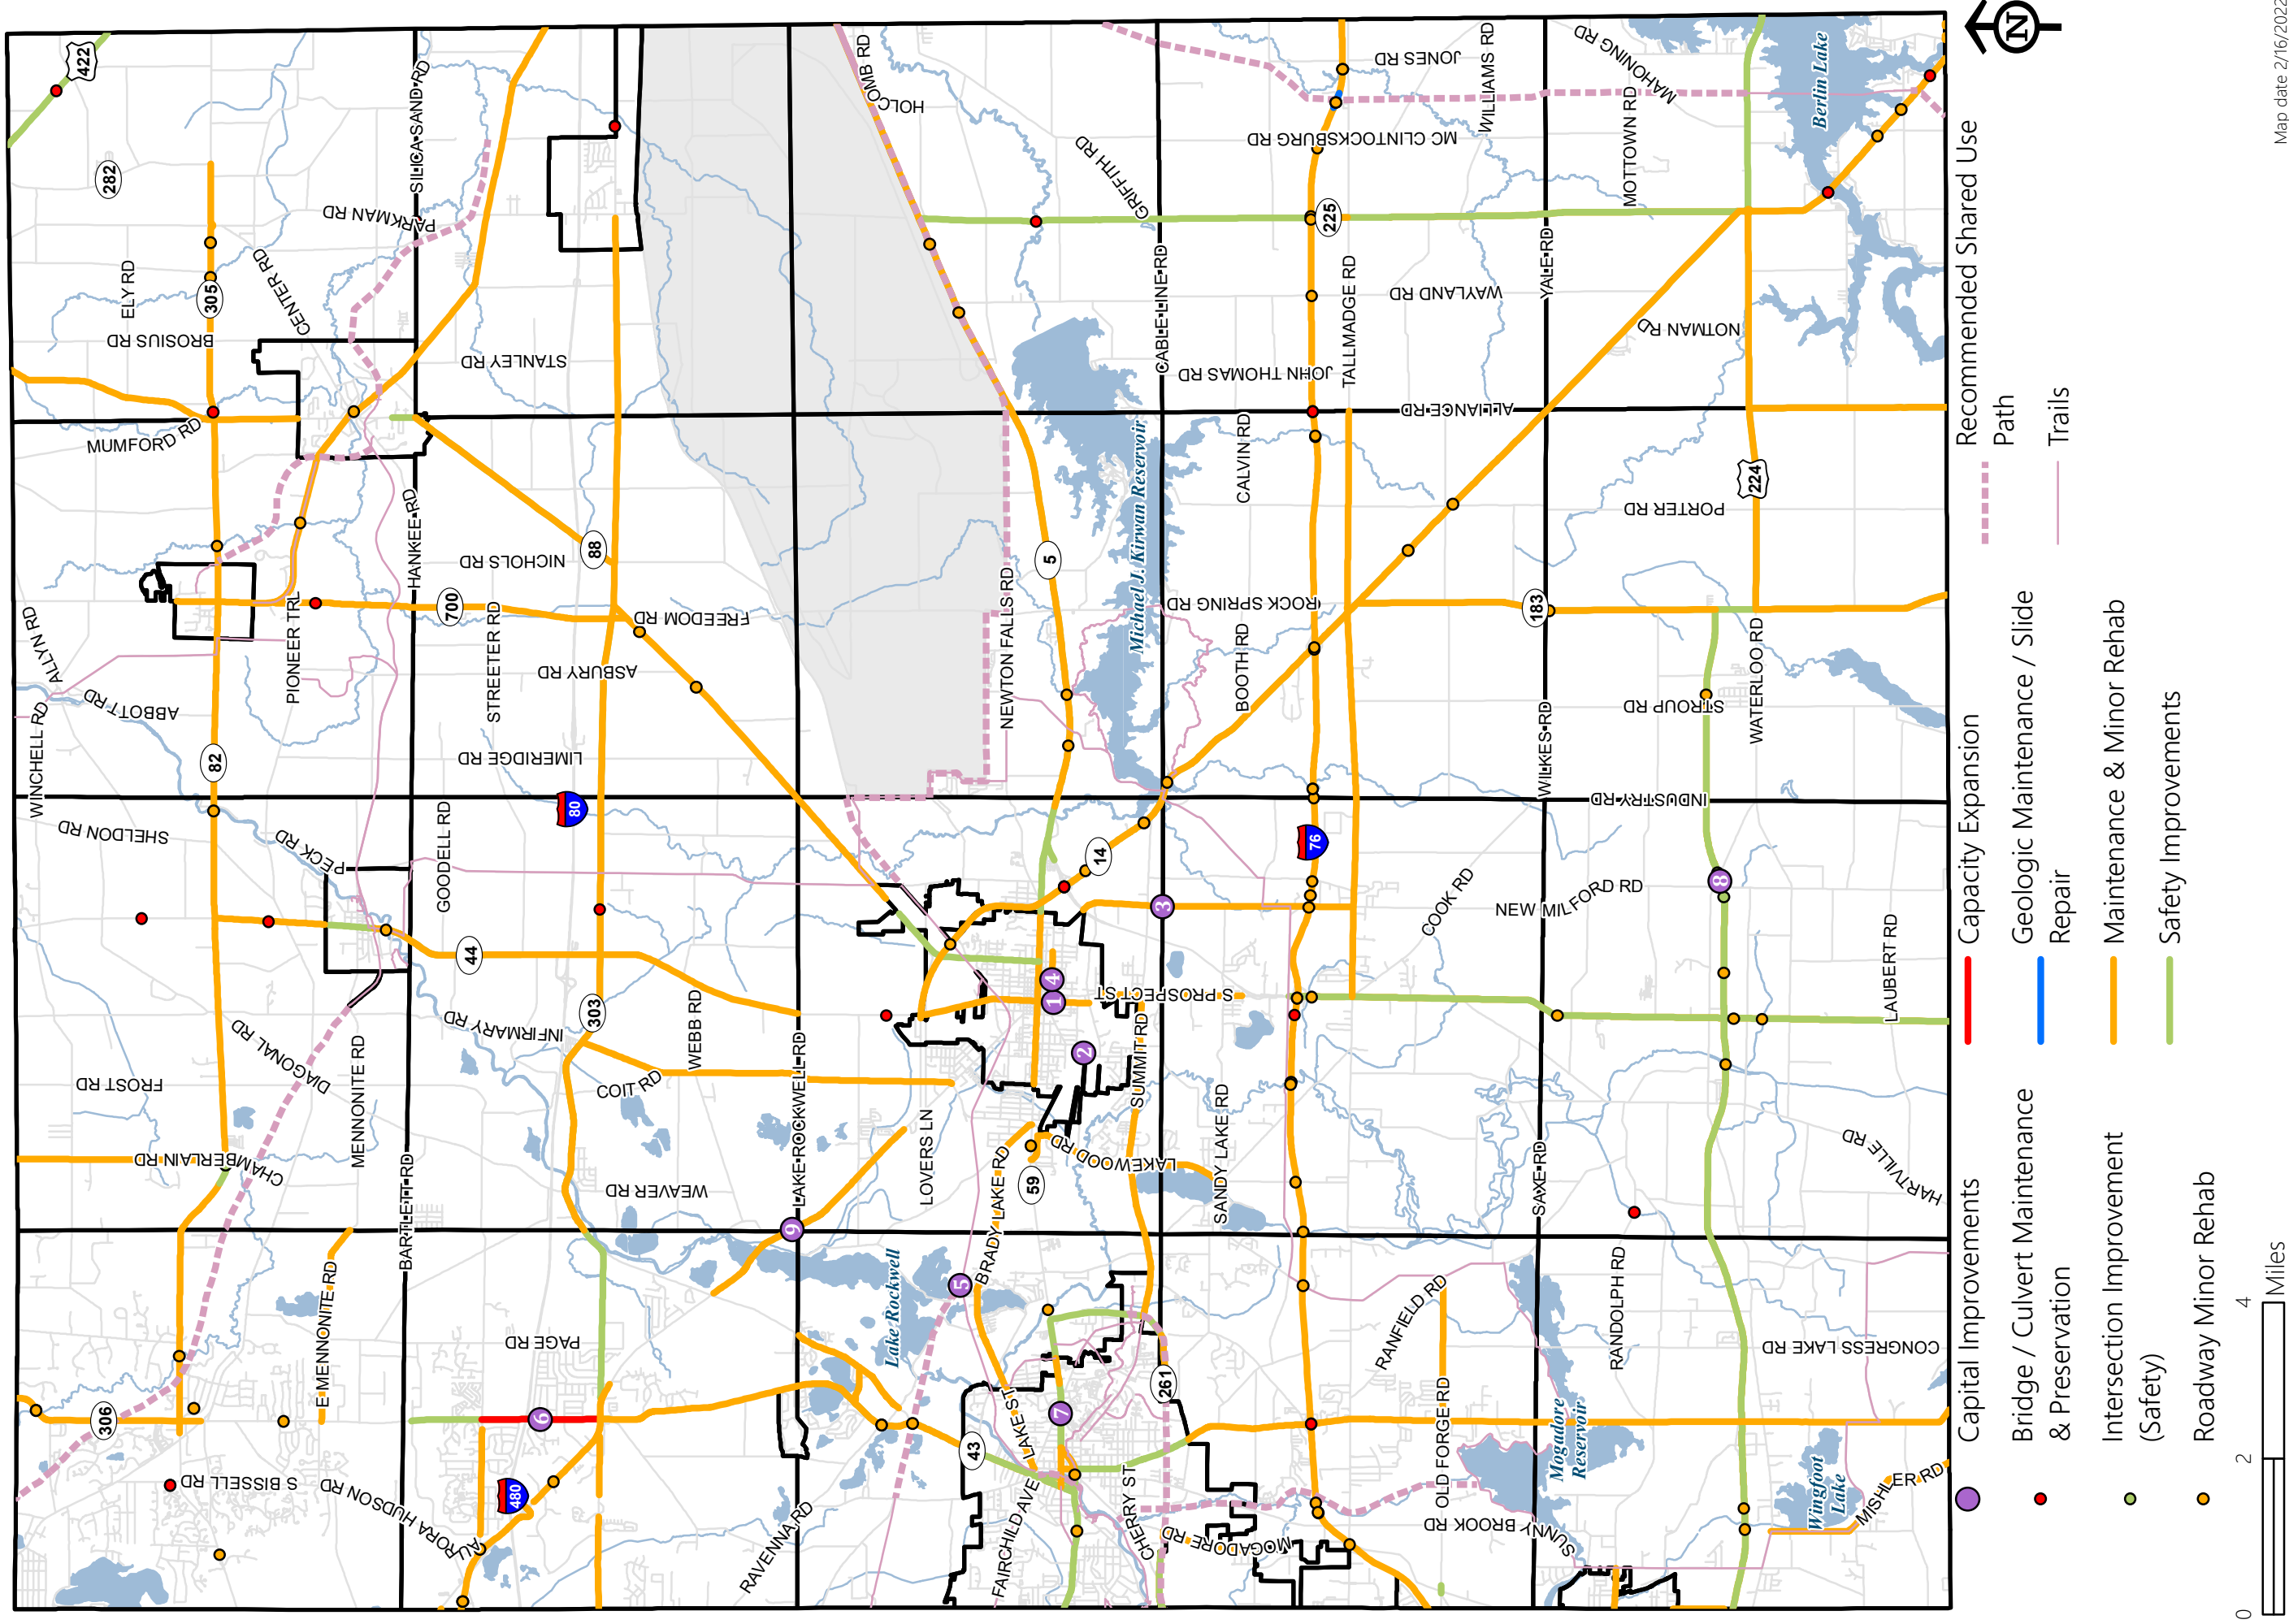 WINCHELL RD
ALLYN RD
422
306
FROST RD
SHELDON RD
ABBOTT RD
MUMFORD RD
ELY RD
282
BROSIUS RD
S BISSELL RD
CHAMBERLAIN RD
82
305
DIAGONAL RD
PECK RD
PIONEER TRL
CENTER RD
E MENNONITE RD
MENNONITE RD
PARKMAN RD
AURORA HUDSON RD
BARTLETT RD
HANKEE RD
SILICA SAND RD
GOODELL RD
700
44
STREETER RD
INFIRMARY RD
LIMERIDGE RD
NICHOLS RD
STANLEY RD
480
6
PAGE RD
80
88
303
ASBURY RD
COIT RD
WEAVER RD
WEBB RD
FREEDOM RD
RAVENNA RD
9
LAKE ROCKWELL RD
HOLCOMB RD
Lake Rockwell
LOVERS LN
43
5
BRADY LAKE RD
LAKE ST
FAIRCHILD AVE
59
NEWTON FALLS RD
5
7
1
4
2
14
LAKEWOOD RD
GRIFFITH RD
CHERRY ST
SUMMIT RD
S PROSPECT ST
Michael J. Kirwan Reservoir
261
3
CABLE LINE RD
MOGADORE RD
SANDY LAKE RD
BOOTH RD
ROCK SPRING RD
CALVIN RD
JOHN THOMAS RD
MC CLINTOCKSBURG RD
76
225
TALLMADGE RD
JONES RD
RANFIELD RD
OLD FORGE RD
COOK RD
ALLIANCE RD
WAYLAND RD
WILLIAMS RD
SUNNY BROOK RD
SAXE RD
NEW MILFORD RD
WILKES RD
183
YALE RD
Mogadore
Reservoir
RANDOLPH RD
INDUSTRY RD
STROUP RD
PORTER RD
MOTTOWN RD
NOTMAN RD
MAHONING RD
8
WATERLOO RD
224
Wingfoot
Lake
MISHLER RD
CONGRESS LAKE RD
HARTVILLE RD
LAUBERT RD
Berlin Lake
Capital Improvements
Bridge / Culvert Maintenance
& Preservation
Intersection Improvement
(Safety)
Roadway Minor Rehab
Capacity Expansion
Geologic Maintenance / Slide
Repair
Maintenance & Minor Rehab
Safety Improvements
Recommended Shared Use
Path
Trails
N
0 2 4
Miles
Map date 2/16/2022